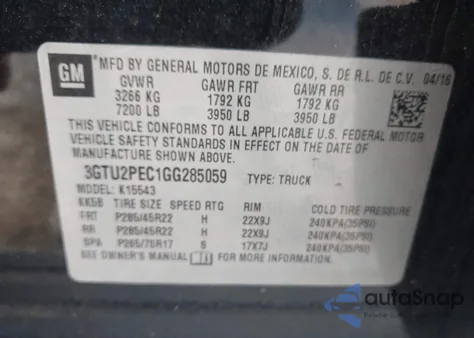 GM
MFD BY GENERAL MOTORS DE MEXICO, S. DE R.L. DE C.V. 04/16
GVWR GAWR FRT GAWR RR
3266 KG 1792 KG 1792 KG
7200 LB 3950 LB 3950 LB
THIS VEHICLE CONFORMS TO ALL APPLICABLE U.S. FEDERAL MOTOR
VEHICLE SAFETY STANDARDS IN EFFECT ON THE DATE OF
MANUFACTURE SHOWN ABOVE.
3GTU2PEC1GG285059 TYPE: TRUCK
MODEL: K15543
KK5B TIRE SIZE SPEED RTG RIM COLD TIRE PRESSURE
FRT P285/45R22 H 22X9J 240KPA(35PSI)
RR P285/45R22 H 22X9J 240KPA(35PSI)
SPA P265/70R17 S 17X7J 240KPA(35PSI)
SEE OWNER'S MANUAL FOR MORE INFORMATION
autoSnap